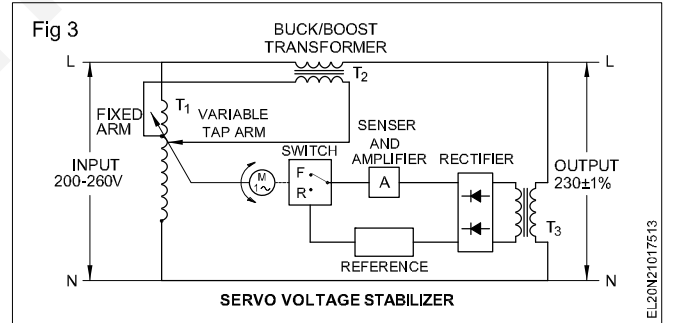 Fig 3
BUCK/BOOST
TRANSFORMER
L
L
T2
T1
FIXED
ARM
VARIABLE
TAP ARM
SENSER
AND
AMPLIFIER
SWITCH
RECTIFIER
INPUT
200-260V
M
1~
F
R
A
OUTPUT
230±1%
T3
REFERENCE
N
N
SERVO VOLTAGE STABILIZER
EL20N21017513